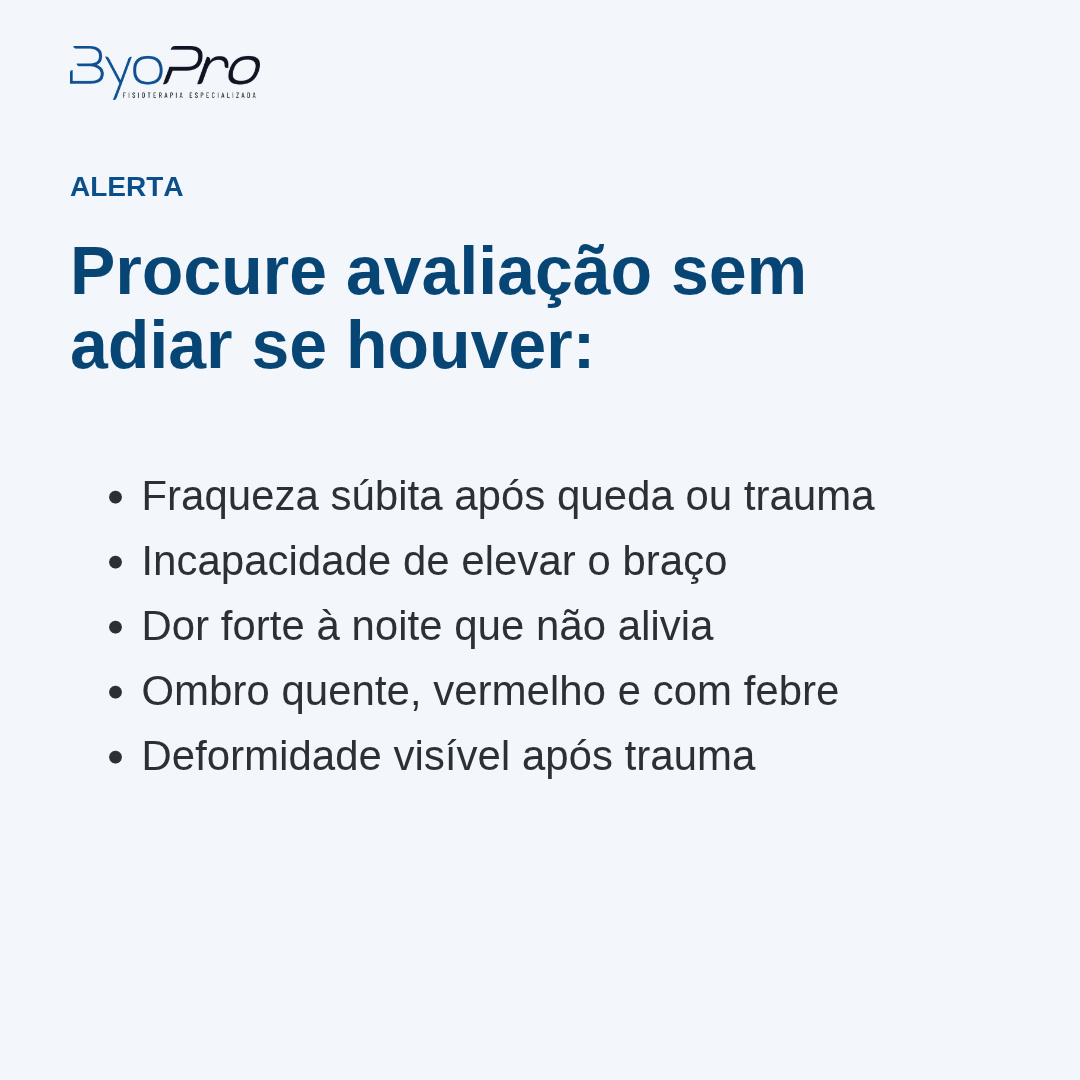 ByoPro
FISIOTERAPIA ESPECIALIZADA
ALERTA
Procure avaliação sem
adiar se houver:
• Fraqueza súbita após queda ou trauma
• Incapacidade de elevar o braço
• Dor forte à noite que não alivia
• Ombro quente, vermelho e com febre
• Deformidade visível após trauma